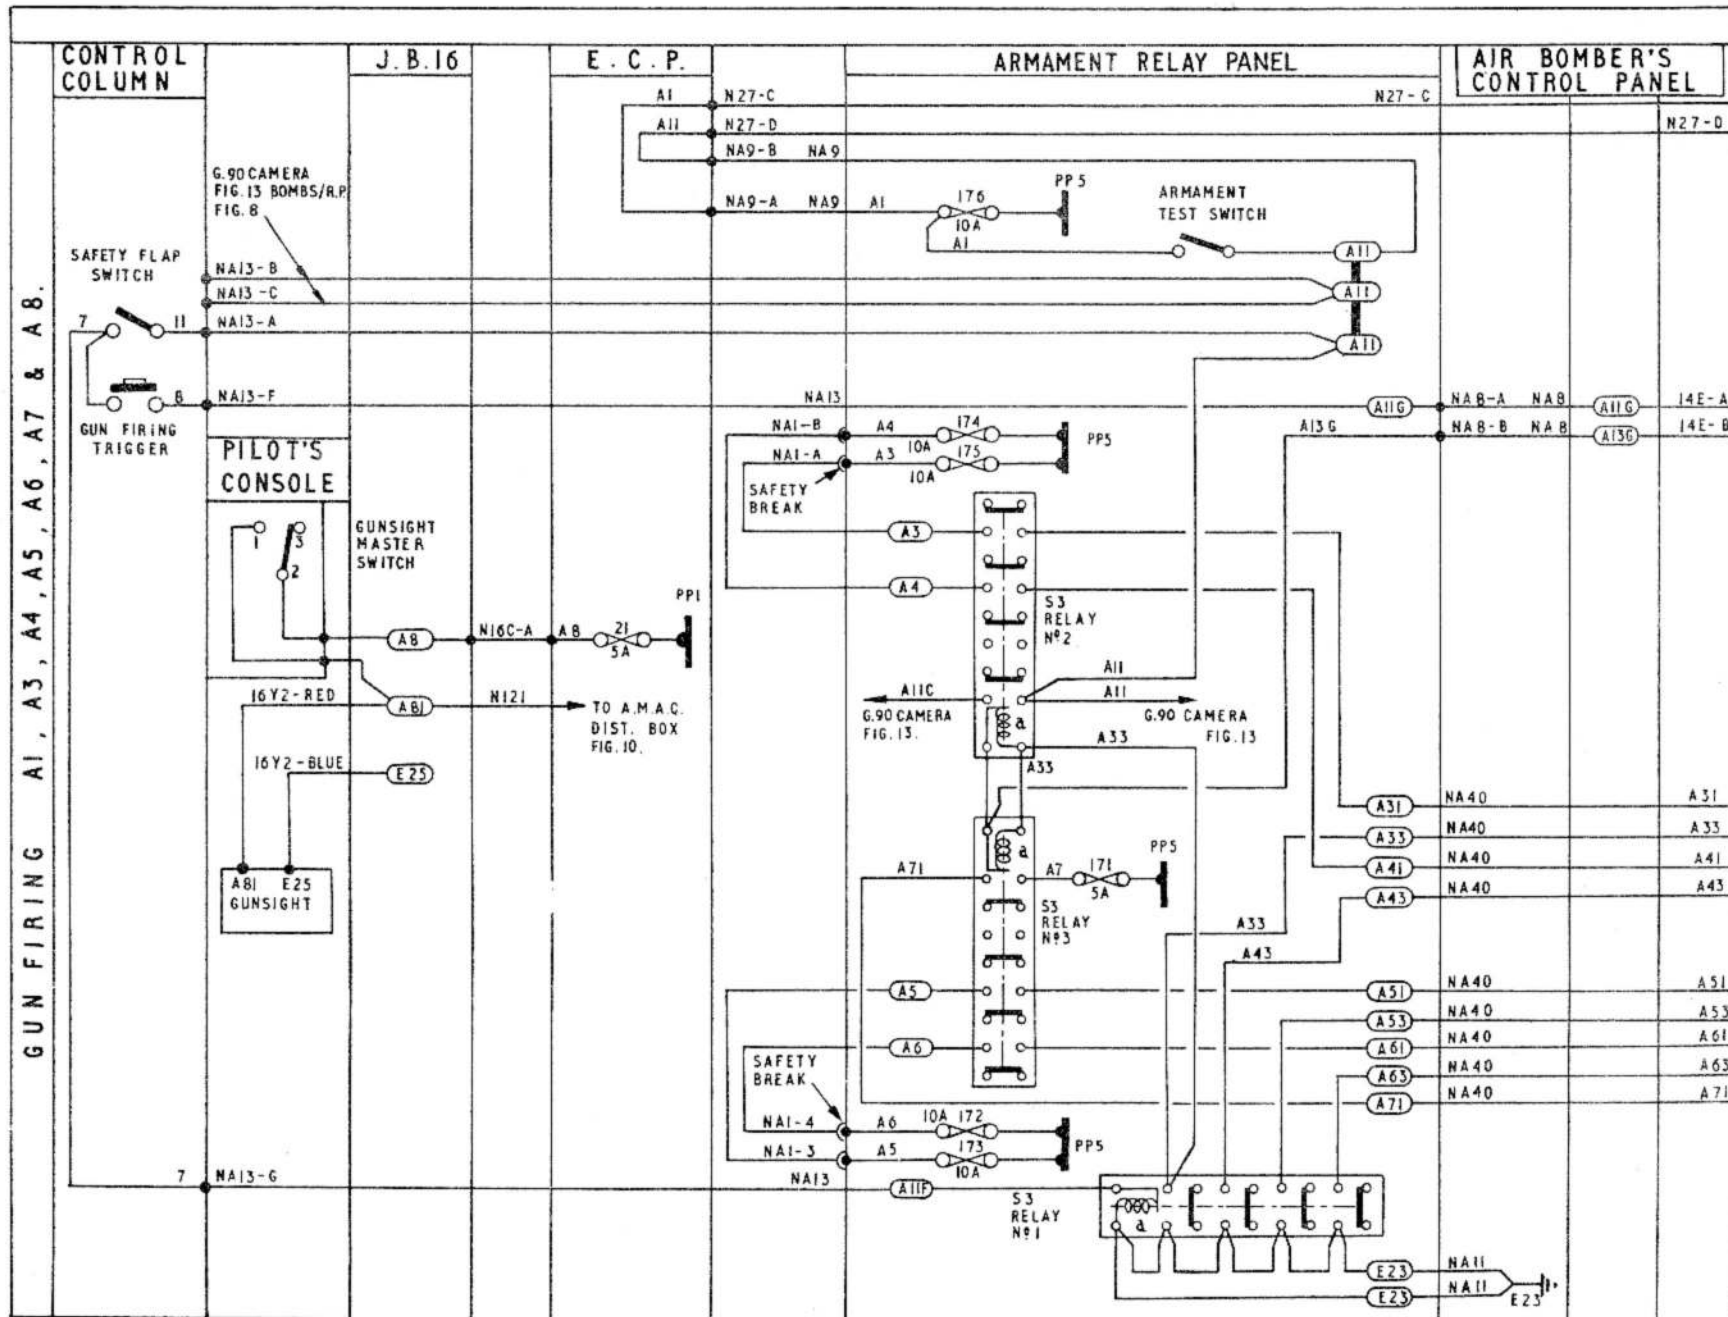 CONTROL
COLUMN
J.B.16
E.C.P.
ARMAMENT RELAY PANEL
AIR BOMBER'S
CONTROL PANEL
GUN FIRING A1, A3, A4, A5, A6, A7 & A8.
A1 N27-C N27-C
A11 N27-D N27-D
NA9-B NA9
NA9-A NA9 A1 176 PP5
10A
A1
ARMAMENT
TEST SWITCH
A11
G.90 CAMERA
FIG.13 BOMBS/R.P.
FIG.8
SAFETY FLAP
SWITCH
NA13-B
NA13-C
A11
7 11 NA13-A
A11
8 NA13-F NA13 A11G NA8-A NA8 A11G 14E-A
GUN FIRING
TRIGGER
NA1-B A4 174 PP5 A13G NA8-B NA8 A13G 14E-B
10A
NA1-A A3 175
10A
SAFETY
BREAK
PILOT'S
CONSOLE
1 3
2
GUNSIGHT
MASTER
SWITCH
A3
A4
S3
RELAY
Nº2
A8 N16C-A A8 21 PP1
5A
A11
16Y2-RED A81 N121 TO A.M.A.C.
DIST. BOX
FIG.10.
A11C A11
G.90 CAMERA
FIG.13.
G.90 CAMERA
FIG.13
a
A33
A33
16Y2-BLUE E25
A81 E25
GUNSIGHT
A31 NA40 A31
A33 NA40 A33
a
A71 A7 171 PP5
5A
A41 NA40 A41
A43 NA40 A43
S3
RELAY
Nº3
A33
A43
A5 A51 NA40 A51
A53 NA40 A53
A6 A61 NA40 A61
A63 NA40 A63
A71 NA40 A71
SAFETY
BREAK
NA1-4 A6 10A 172 PP5
NA1-3 A5 173
10A
7 NA13-G NA13 A11F
S3
RELAY
Nº1
a
E23 NA11
E23 NA11 E23